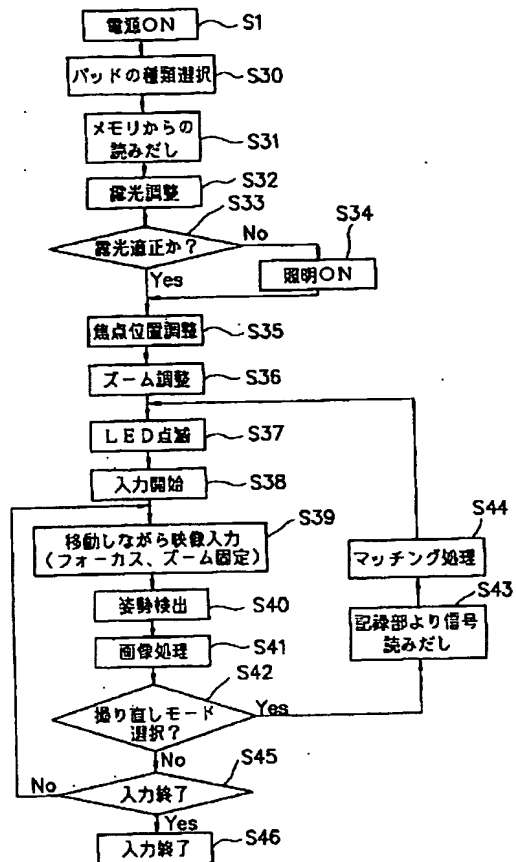 電源ON
S1
パッドの種類選択
S30
メモリからの
読みだし
S31
露光調整
S32
S33
露光適正か?
No
S34
照明ON
Yes
焦点位置調整
S35
ズーム調整
S36
LED点滅
S37
入力開始
S38
S39
移動しながら映像入力
(フォーカス、ズーム固定)
S44
マッチング処理
姿勢検出
S40
S43
記録部より信号
読みだし
画像処理
S41
S42
撮り直しモード
選択?
Yes
No
S45
No
入力終了
Yes
入力終了
S46